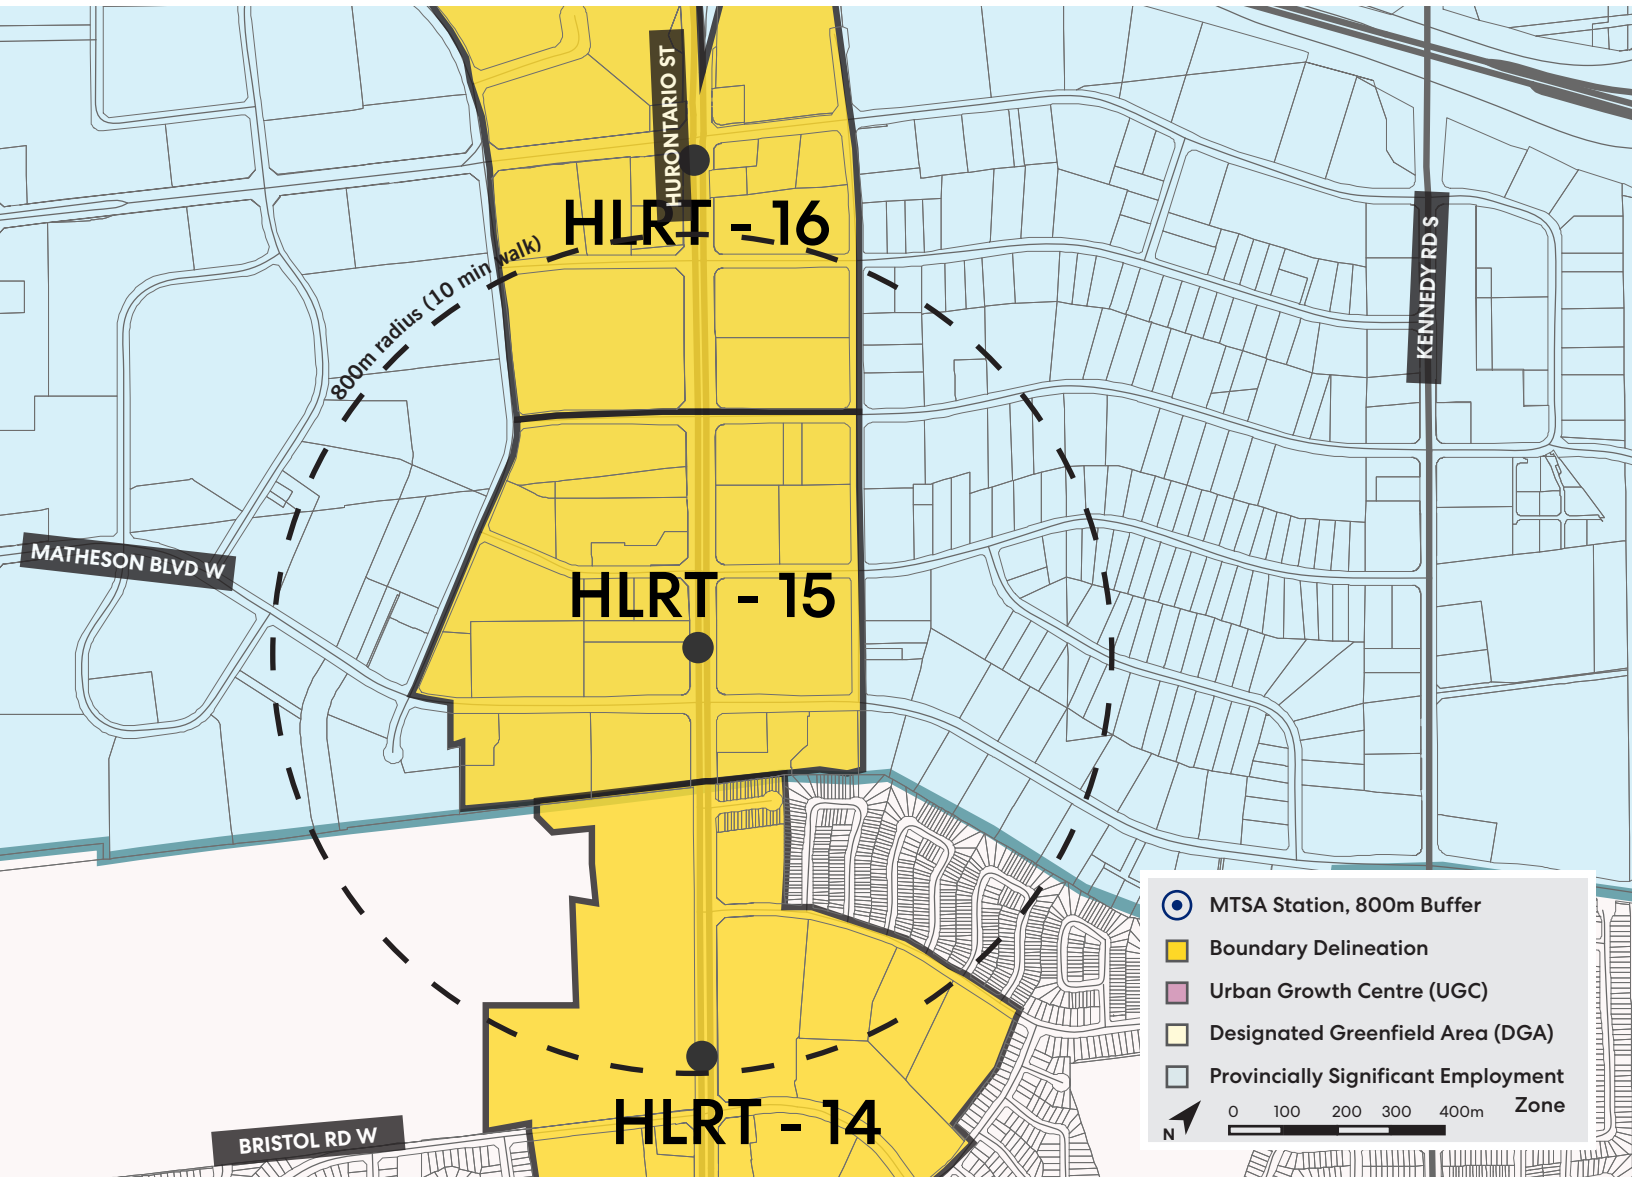 HURONTARIO ST
HLRT - 16
KENNEDY RD S
800m radius (10 min walk)
MATHESON BLVD W
HLRT - 15
HLRT - 14
BRISTOL RD W
MTSA Station, 800m Buffer
Boundary Delineation
Urban Growth Centre (UGC)
Designated Greenfield Area (DGA)
Provincially Significant Employment
Zone
N
0 100 200 300 400m